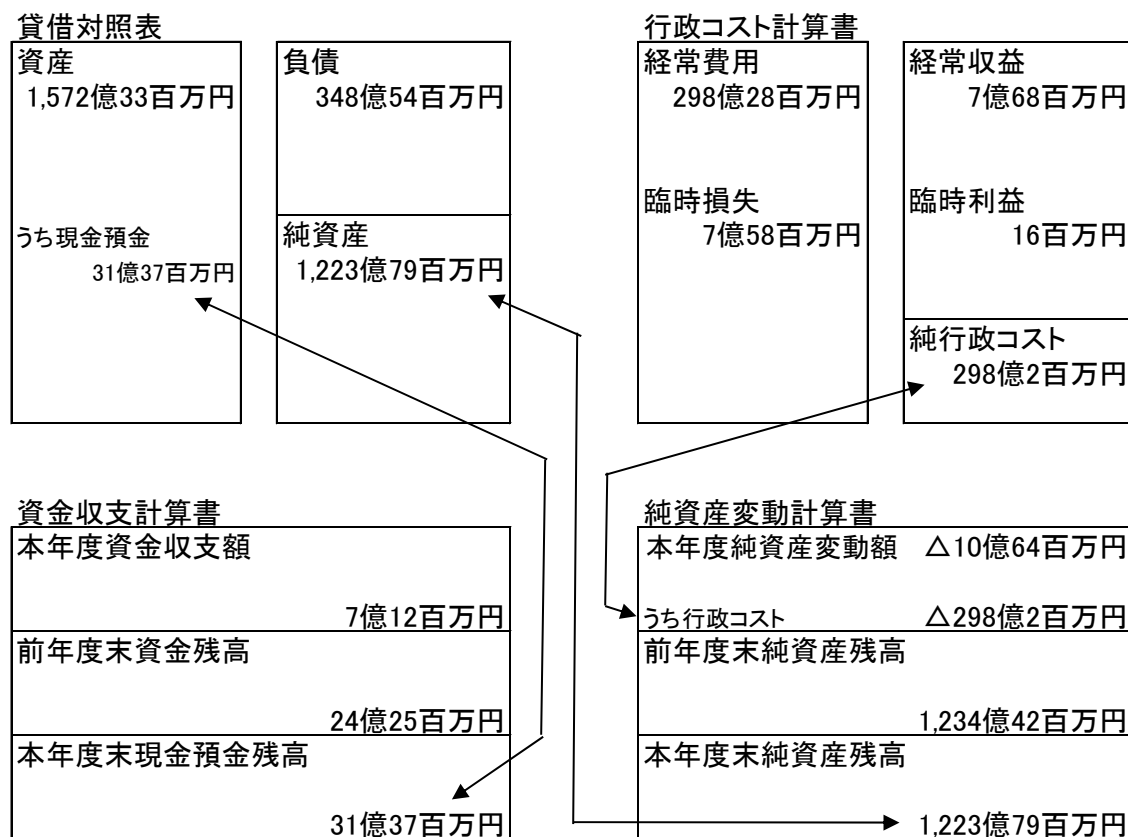 貸借対照表
資産
1,572億33百万円
うち現金預金
31億37百万円
負債
348億54百万円
純資産
1,223億79百万円
行政コスト計算書
経常費用
298億28百万円
臨時損失
7億58百万円
経常収益
7億68百万円
臨時利益
16百万円
純行政コスト
298億2百万円
資金収支計算書
本年度資金収支額
7億12百万円
前年度末資金残高
24億25百万円
本年度末現金預金残高
31億37百万円
純資産変動計算書
本年度純資産変動額 △10億64百万円
うち行政コスト △298億2百万円
前年度末純資産残高
1,234億42百万円
本年度末純資産残高
1,223億79百万円